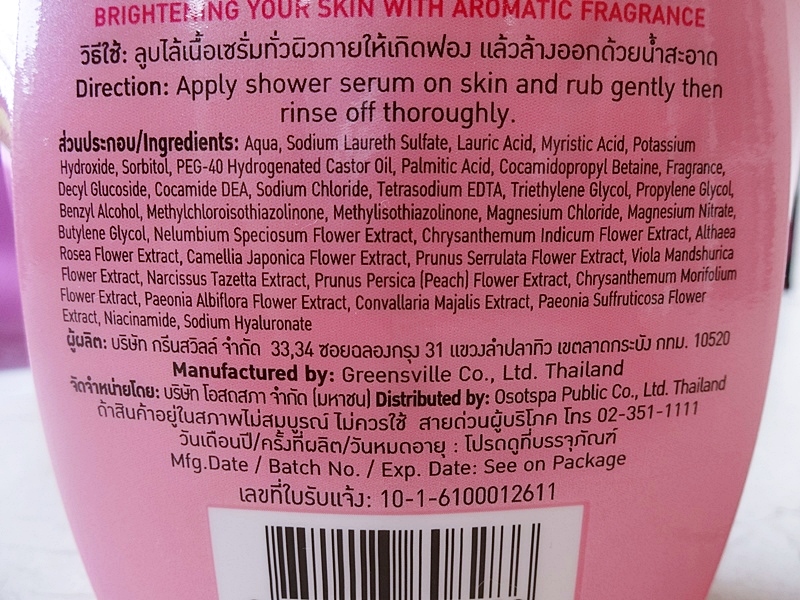 BRIGHTENING YOUR SKIN WITH AROMATIC FRAGRANCE
วิธีใช้: ลูบไล้เนื้อเซรั่มทั่วผิวกายให้เกิดฟอง แล้วล้างออกด้วยน้ำสะอาด
Direction: Apply shower serum on skin and rub gently then
rinse off thoroughly.
ส่วนประกอบ/Ingredients: Aqua, Sodium Laureth Sulfate, Lauric Acid, Myristic Acid, Potassium
Hydroxide, Sorbitol, PEG-40 Hydrogenated Castor Oil, Palmitic Acid, Cocamidopropyl Betaine, Fragrance,
Decyl Glucoside, Cocamide DEA, Sodium Chloride, Tetrasodium EDTA, Triethylene Glycol, Propylene Glycol,
Benzyl Alcohol, Methylchloroisothiazolinone, Methylisothiazolinone, Magnesium Chloride, Magnesium Nitrate,
Butylene Glycol, Nelumbium Speciosum Flower Extract, Chrysanthemum Indicum Flower Extract, Althaea
Rosea Flower Extract, Camellia Japonica Flower Extract, Prunus Serrulata Flower Extract, Viola Mandshurica
Flower Extract, Narcissus Tazetta Extract, Prunus Persica (Peach) Flower Extract, Chrysanthemum Morifolium
Flower Extract, Paeonia Albiflora Flower Extract, Convallaria Majalis Extract, Paeonia Suffruticosa Flower
Extract, Niacinamide, Sodium Hyaluronate
ผู้ผลิต: บริษัท กรีนสวิลล์ จำกัด 33,34 ซอยฉลองกรุง 31 แขวงลำปลาทิว เขตลาดกระบัง กทม. 10520
Manufactured by: Greensville Co., Ltd. Thailand
จัดจำหน่ายโดย: บริษัท โอสถสภา จำกัด (มหาชน) Distributed by: Osotspa Public Co., Ltd. Thailand
ถ้าสินค้าอยู่ในสภาพไม่สมบูรณ์ ไม่ควรใช้ สายด่วนผู้บริโภค โทร 02-351-1111
วันเดือนปี/ครั้งที่ผลิต/วันหมดอายุ : โปรดดูที่บรรจุภัณฑ์
Mfg.Date / Batch No. / Exp. Date: See on Package
เลขที่ใบรับแจ้ง: 10-1-6100012611